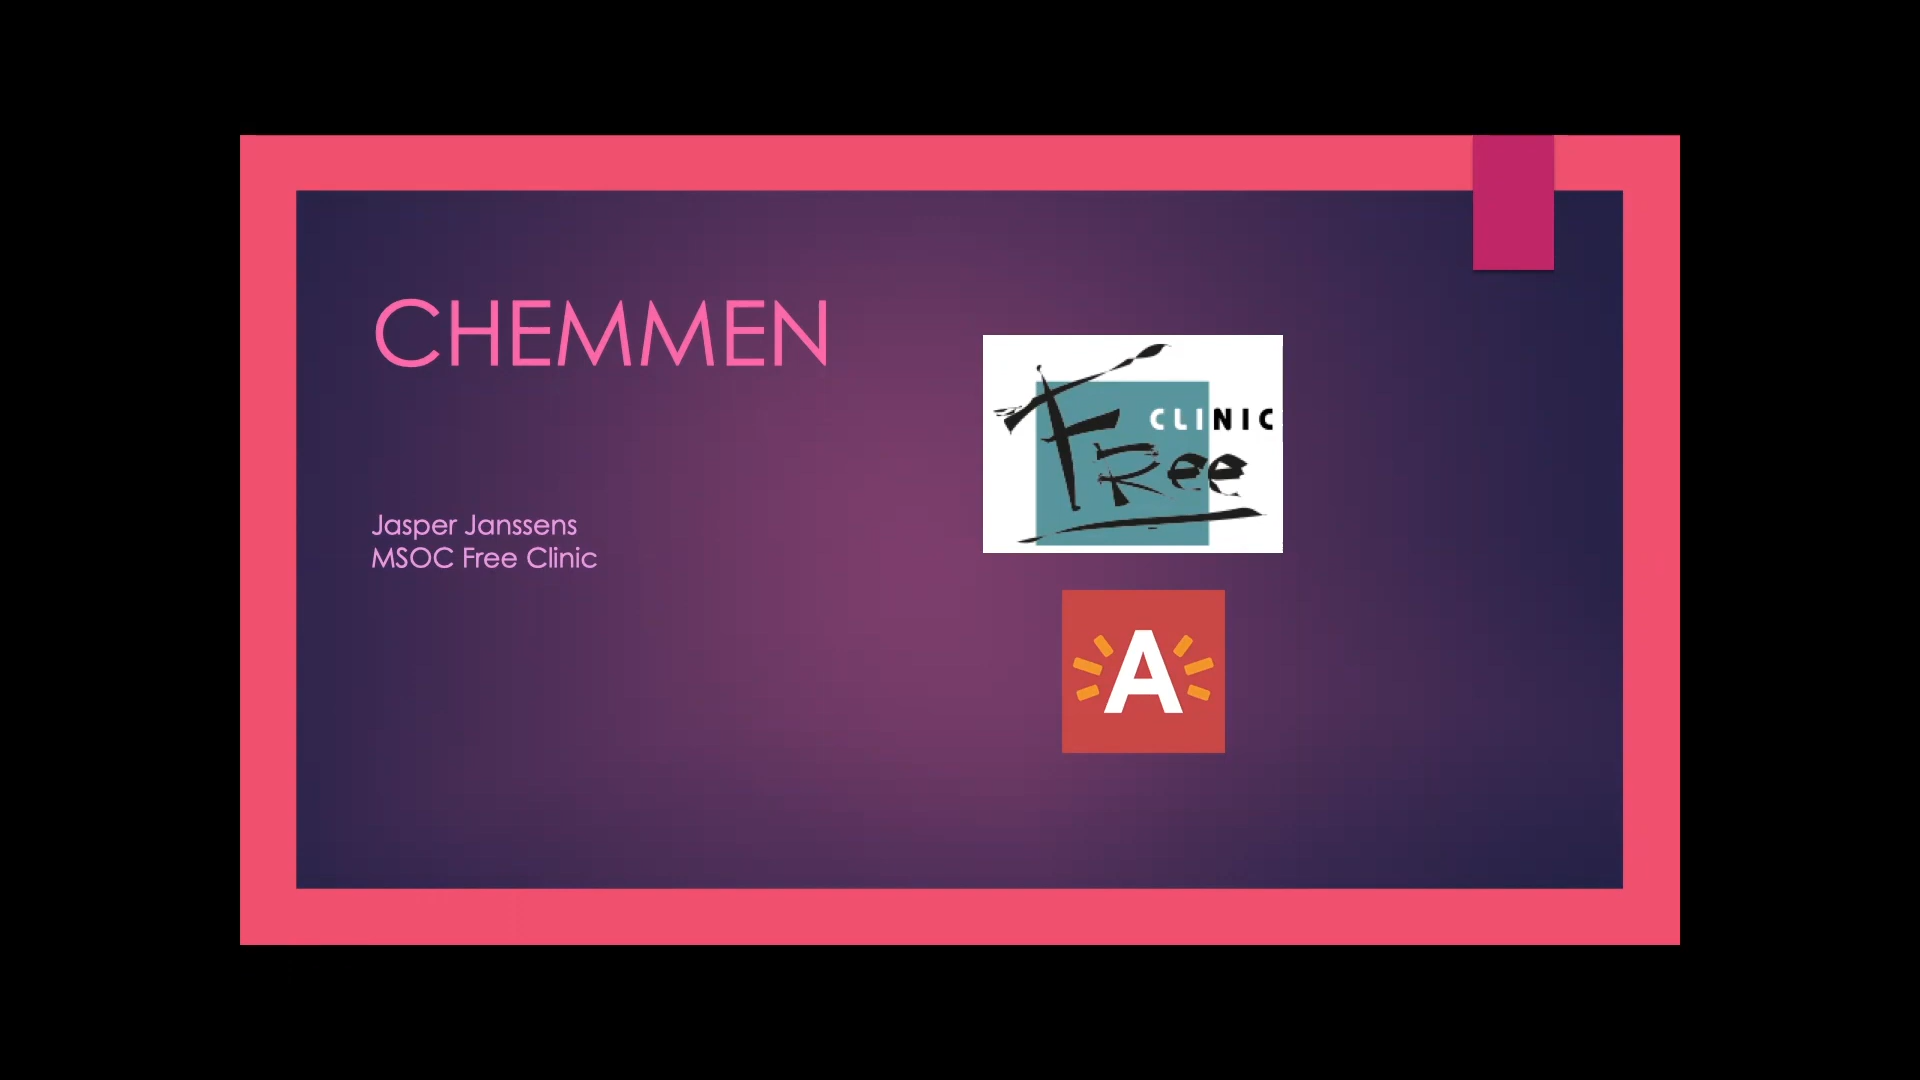 CHEMMEN
Jasper Janssens
MSOC Free Clinic
CLINIC
FRee
A